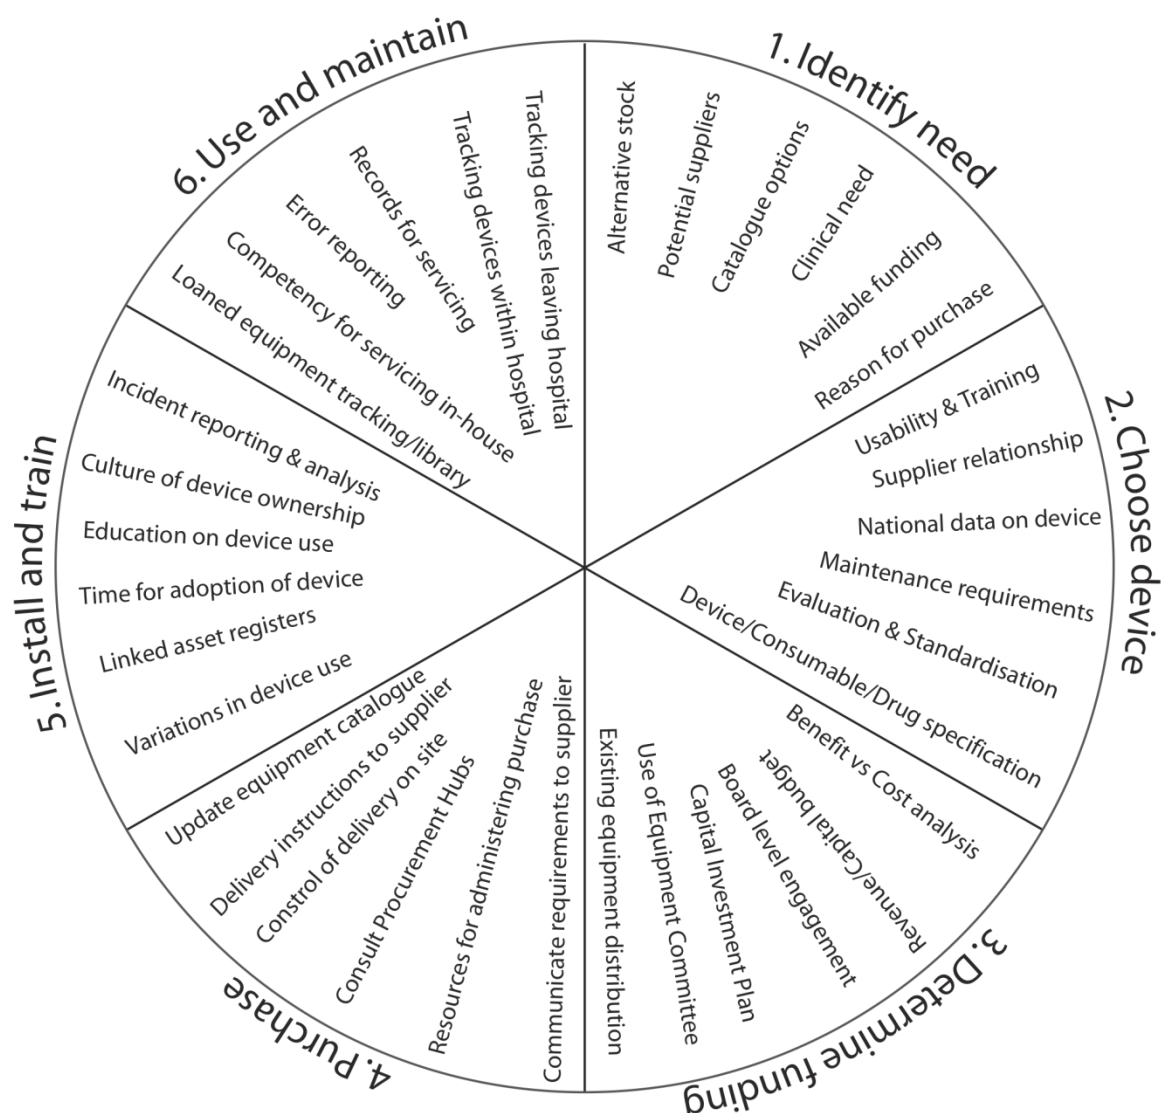 1. Identify need
Alternative stock
Potential suppliers
Catalogue options
Clinical need
Available funding
Reason for purchase
2. Choose device
Usability & Training
Supplier relationship
National data on device
Maintenance requirements
Evaluation & Standardisation
Device/Consumable/Drug specification
3. Determine funding
Benefit vs Cost analysis
Revenue/Capital budget
Board level engagement
Capital Investment Plan
Use of Equipment Committee
Existing equipment distribution
4. Purchase
Communicate requirements to supplier
Resources for administering purchase
Consult Procurement Hubs
Constrol of delivery on site
Delivery instructions to supplier
Update equipment catalogue
5. Install and train
Variations in device use
Linked asset registers
Time for adoption of device
Education on device use
Culture of device ownership
Incident reporting & analysis
6. Use and maintain
Loaned equipment tracking/library
Competency for servicing in-house
Error reporting
Records for servicing
Tracking devices within hospital
Tracking devices leaving hospital